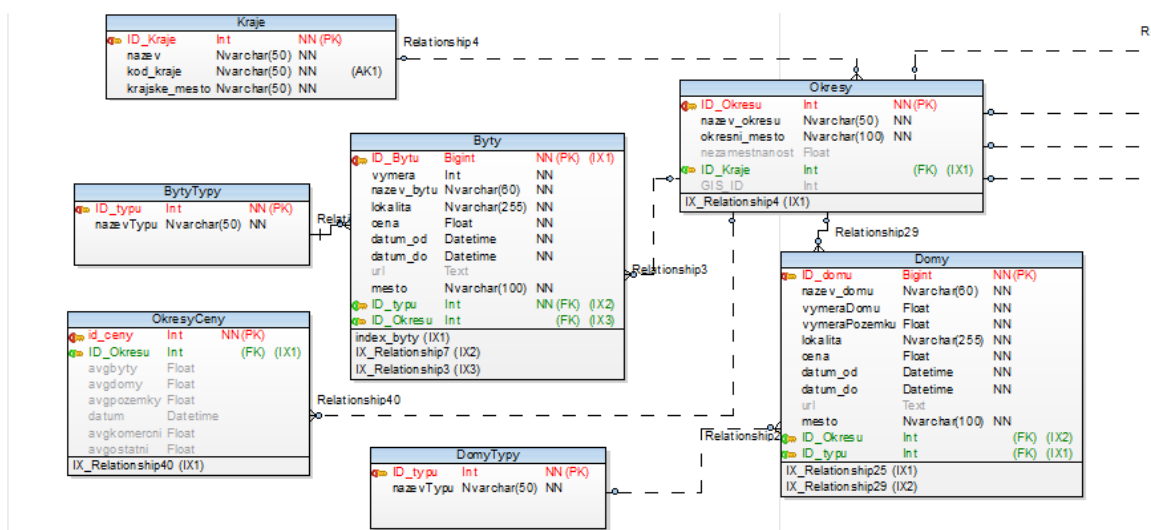 Kraje
ID_Kraje Int NN (PK)
nazev Nvarchar(50) NN
kod_kraje Nvarchar(50) NN (AK1)
krajske_mesto Nvarchar(50) NN
Relationship4
R
Okresy
ID_Okresu Int NN (PK)
nazev_okresu Nvarchar(50) NN
okresni_mesto Nvarchar(100) NN
nezamestnanost Float
ID_Kraje Int (FK) (IX1)
GIS_ID Int
IX_Relationship4 (IX1)
Byty
ID_Bytu Bigint NN (PK) (IX1)
vymera Int NN
nazev_bytu Nvarchar(60) NN
lokalita Nvarchar(255) NN
cena Float NN
datum_od Datetime NN
datum_do Datetime NN
url Text
mesto Nvarchar(100) NN
ID_typu Int NN (FK) (IX2)
ID_Okresu Int (FK) (IX3)
index_byty (IX1)
IX_Relationship7 (IX2)
IX_Relationship3 (IX3)
BytyTypy
ID_typu Int NN (PK)
nazevTypu Nvarchar(50) NN
Relationship3
Relationship29
Domy
ID_domu Bigint NN (PK)
nazev_domu Nvarchar(60) NN
vymeraDomu Float NN
vymeraPozemku Float NN
lokalita Nvarchar(255) NN
cena Float NN
datum_od Datetime NN
datum_do Datetime NN
url Text
mesto Nvarchar(100) NN
ID_Okresu Int (FK) (IX2)
ID_typu Int (FK) (IX1)
IX_Relationship25 (IX1)
IX_Relationship29 (IX2)
OkresyCeny
id_ceny Int NN (PK)
ID_Okresu Int (FK) (IX1)
avgbyty Float
avgdomy Float
avgpozemky Float
datum Datetime
avgkomercni Float
avgostatni Float
IX_Relationship40 (IX1)
Relationship40
Relationship2
DomyTypy
ID_typu Int NN (PK)
nazevTypu Nvarchar(50) NN